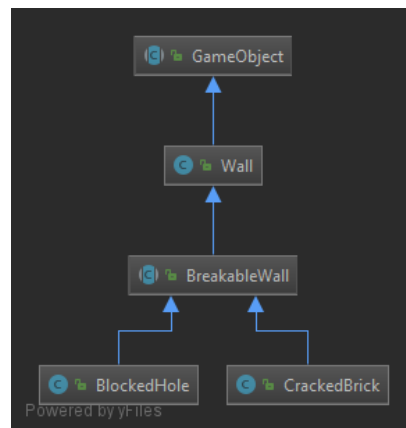 GameObject
Wall
BreakableWall
BlockedHole
CrackedBrick
Powered by yFiles